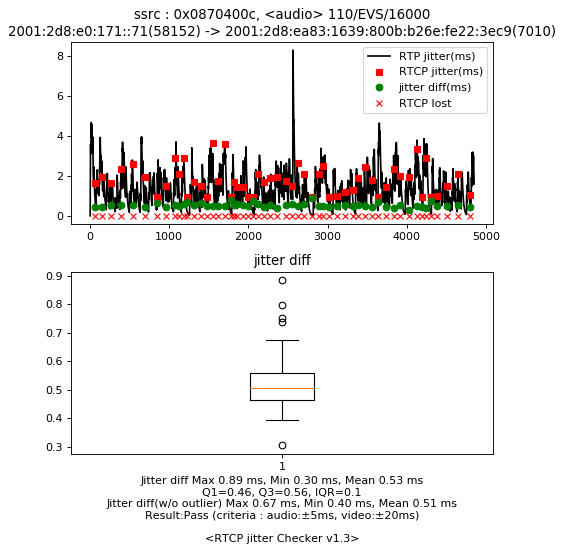 ssrc : 0x0870400c, <audio> 110/EVS/16000
2001:2d8:e0:171::71(58152) -> 2001:2d8:ea83:1639:800b:b26e:fe22:3ec9(7010)
RTP jitter(ms)
RTCP jitter(ms)
jitter diff(ms)
RTCP lost
8
6
4
2
0
0 1000 2000 3000 4000 5000
jitter diff
0.9
0.8
0.7
0.6
0.5
0.4
0.3
1
Jitter diff Max 0.89 ms, Min 0.30 ms, Mean 0.53 ms
Q1=0.46, Q3=0.56, IQR=0.1
Jitter diff(w/o outlier) Max 0.67 ms, Min 0.40 ms, Mean 0.51 ms
Result:Pass (criteria : audio:±5ms, video:±20ms)
<RTCP jitter Checker v1.3>